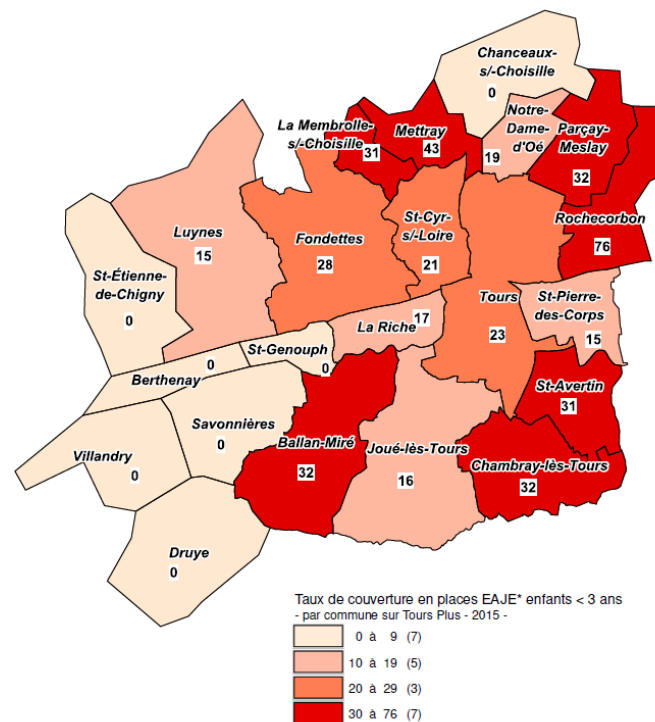 Chanceaux-
s/-Choisille
0
Notre-
Dame-
d'Oé
19
Parçay-
Meslay
32
La Membrolle-
s/-Choisille
31
Mettray
43
Rochecorbon
76
Luynes
15
Fondettes
28
St-Cyr-
s/-Loire
21
St-Étienne-
de-Chigny
0
Tours
23
St-Pierre-
des-Corps
15
La Riche
17
St-Genouph
0
Berthenay
0
St-Avertin
31
Savonnières
0
Ballan-Miré
32
Joué-lès-Tours
16
Chambray-lès-Tours
32
Villandry
0
Druye
0
Taux de couverture en places EAJE* enfants < 3 ans
- par commune sur Tours Plus - 2015 -
0 à 9 (7)
10 à 19 (5)
20 à 29 (3)
30 à 76 (7)